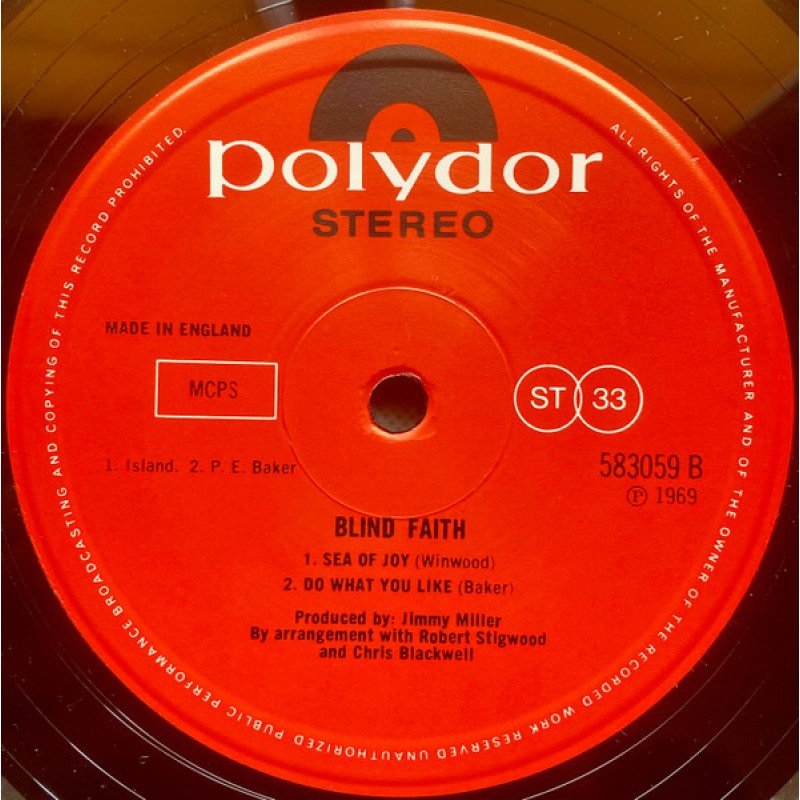 polydor
STEREO
MADE IN ENGLAND
MCPS
ST 33
1. Island. 2. P. E. Baker
583059 B
℗ 1969
BLIND FAITH
1. SEA OF JOY (Winwood)
2. DO WHAT YOU LIKE (Baker)
Produced by: Jimmy Miller
By arrangement with Robert Stigwood
and Chris Blackwell
ALL RIGHTS OF THE MANUFACTURER AND OF THE OWNER OF THE RECORDED WORK RESERVED UNAUTHORIZED PUBLIC PERFORMANCE BROADCASTING AND COPYING OF THIS RECORD PROHIBITED.